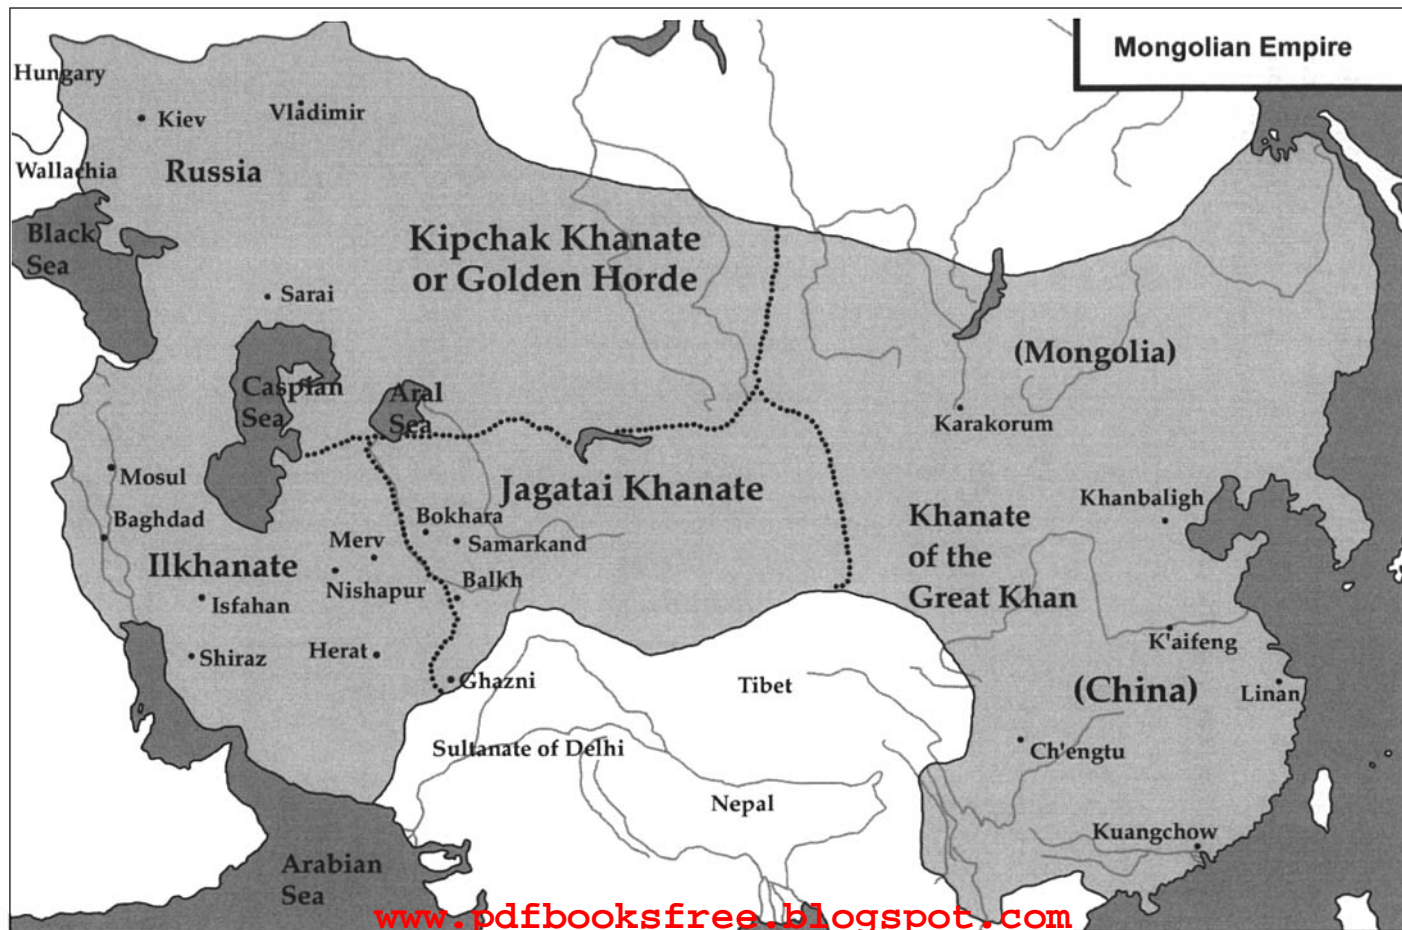 Mongolian Empire
Hungary
Kiev
Vladimir
Wallachia
Russia
Black
Sea
Kipchak Khanate
or Golden Horde
Sarai
(Mongolia)
Caspian
Sea
Aral
Sea
Karakorum
Mosul
Jagatai Khanate
Khanbaligh
Baghdad
Bokhara
Khanate
of the
Great Khan
Merv
Samarkand
Ilkhanate
Nishapur
Balkh
Isfahan
K'aifeng
Shiraz
Herat
Ghazni
Tibet
(China)
Linan
Sultanate of Delhi
Ch'engtu
Nepal
Kuangchow
Arabian
Sea
www.pdfbooksfree.blogspot.com